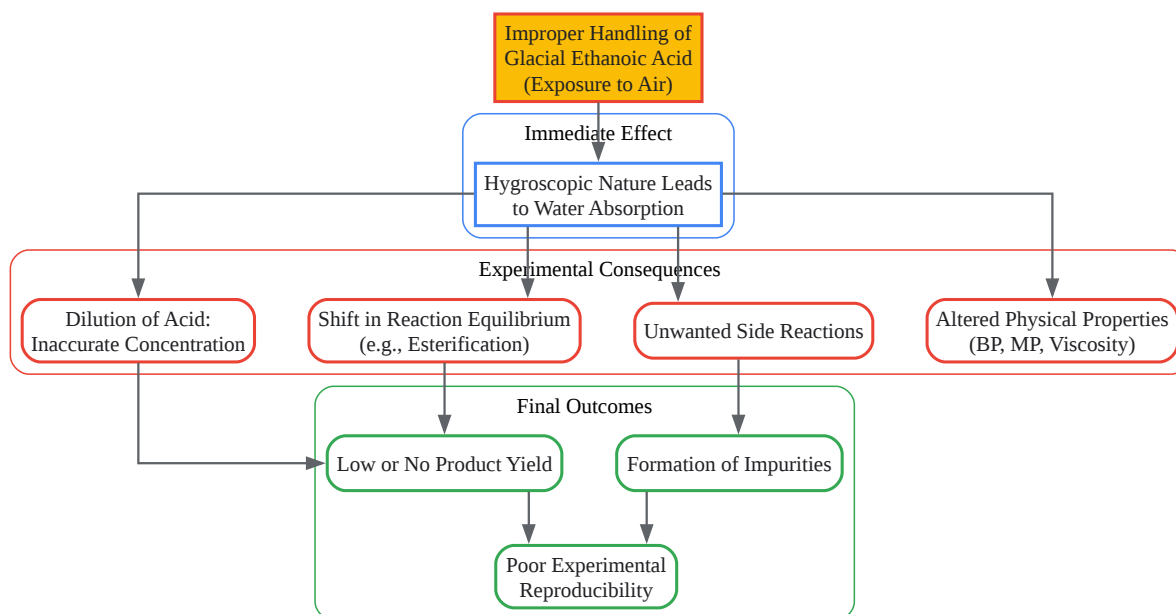 Improper Handling of
Glacial Ethanoic Acid
(Exposure to Air)
Immediate Effect
Hygroscopic Nature Leads
to Water Absorption
Experimental Consequences
Dilution of Acid:
Inaccurate Concentration
Shift in Reaction Equilibrium
(e.g., Esterification)
Unwanted Side Reactions
Altered Physical Properties
(BP, MP, Viscosity)
Final Outcomes
Low or No Product Yield
Formation of Impurities
Poor Experimental
Reproducibility